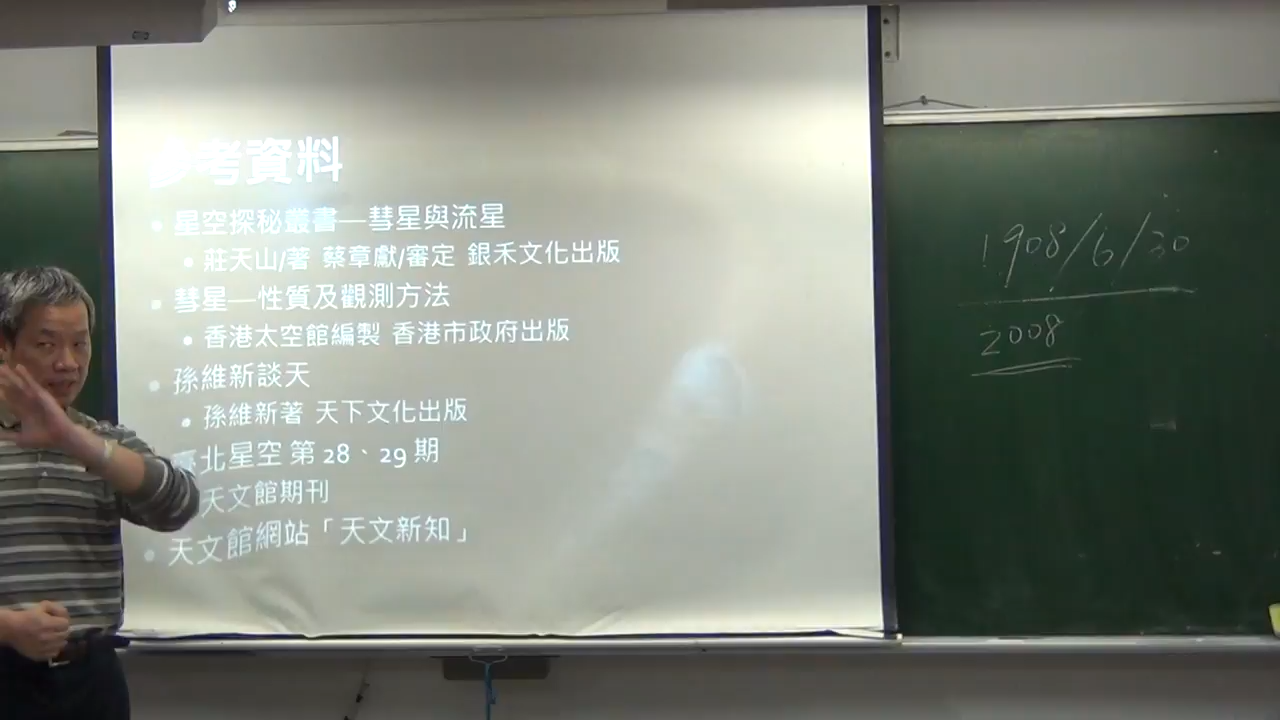 參考資料
星空探秘叢書—彗星與流星
莊天山/著 蔡章獻/審定 銀禾文化出版
彗星—性質及觀測方法
香港太空館編製 香港市政府出版
孫維新談天
孫維新著 天下文化出版
北星空 第 28、29 期
天文館期刊
天文館網站「天文新知」
1908/6/30
2008